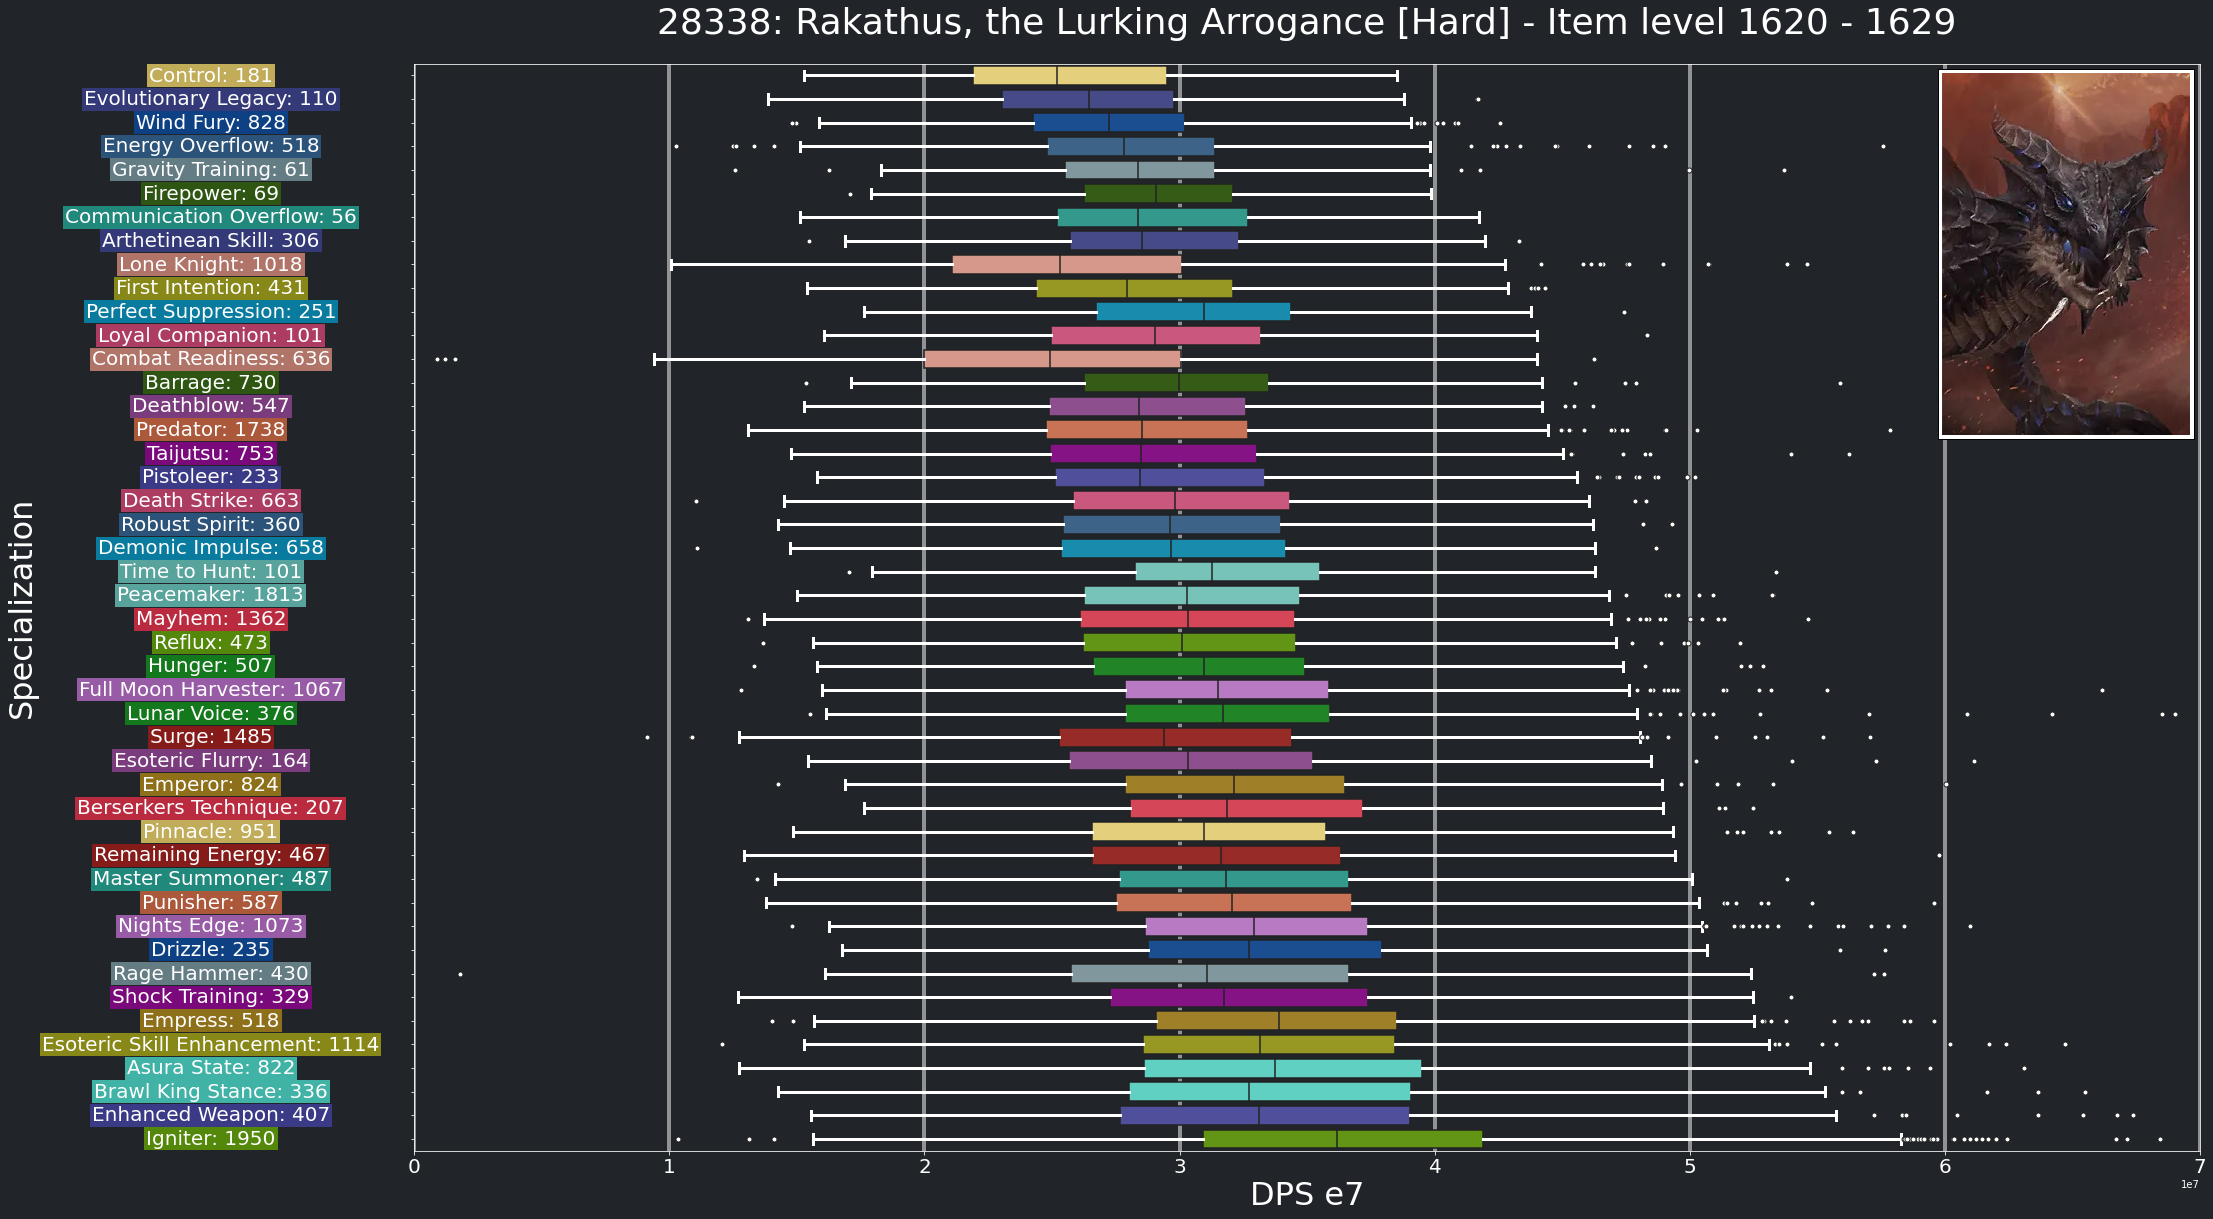 28338: Rakathus, the Lurking Arrogance [Hard] - Item level 1620 - 1629
Specialization
Control: 181
Evolutionary Legacy: 110
Wind Fury: 828
Energy Overflow: 518
Gravity Training: 61
Firepower: 69
Communication Overflow: 56
Arthetinean Skill: 306
Lone Knight: 1018
First Intention: 431
Perfect Suppression: 251
Loyal Companion: 101
Combat Readiness: 636
Barrage: 730
Deathblow: 547
Predator: 1738
Taijutsu: 753
Pistoleer: 233
Death Strike: 663
Robust Spirit: 360
Demonic Impulse: 658
Time to Hunt: 101
Peacemaker: 1813
Mayhem: 1362
Reflux: 473
Hunger: 507
Full Moon Harvester: 1067
Lunar Voice: 376
Surge: 1485
Esoteric Flurry: 164
Emperor: 824
Berserkers Technique: 207
Pinnacle: 951
Remaining Energy: 467
Master Summoner: 487
Punisher: 587
Nights Edge: 1073
Drizzle: 235
Rage Hammer: 430
Shock Training: 329
Empress: 518
Esoteric Skill Enhancement: 1114
Asura State: 822
Brawl King Stance: 336
Enhanced Weapon: 407
Igniter: 1950
0 1 2 3 4 5 6 7
DPS e7
1e7